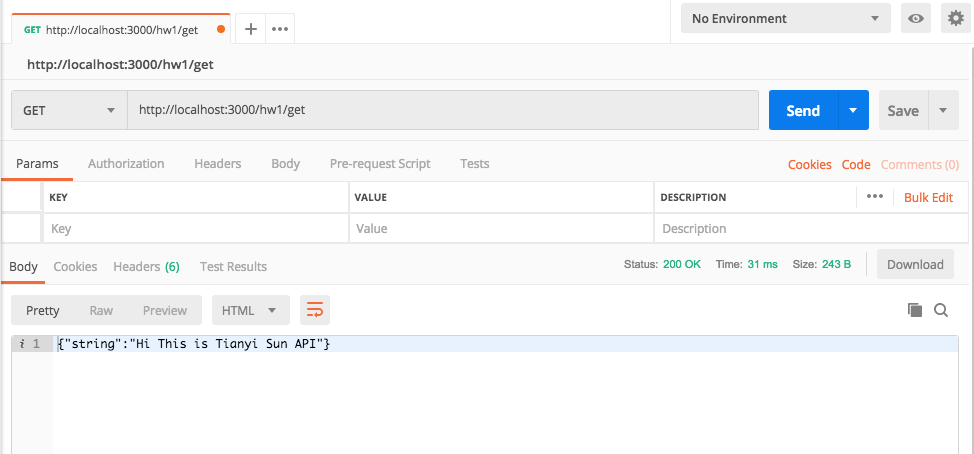 GET http://localhost:3000/hw1/get
No Environment
http://localhost:3000/hw1/get
GET http://localhost:3000/hw1/get Send Save
Params Authorization Headers Body Pre-request Script Tests Cookies Code Comments (0)
KEY VALUE DESCRIPTION Bulk Edit
Key Value Description
Body Cookies Headers (6) Test Results Status: 200 OK Time: 31 ms Size: 243 B Download
Pretty Raw Preview HTML
i 1 {"string":"Hi This is Tianyi Sun API"}